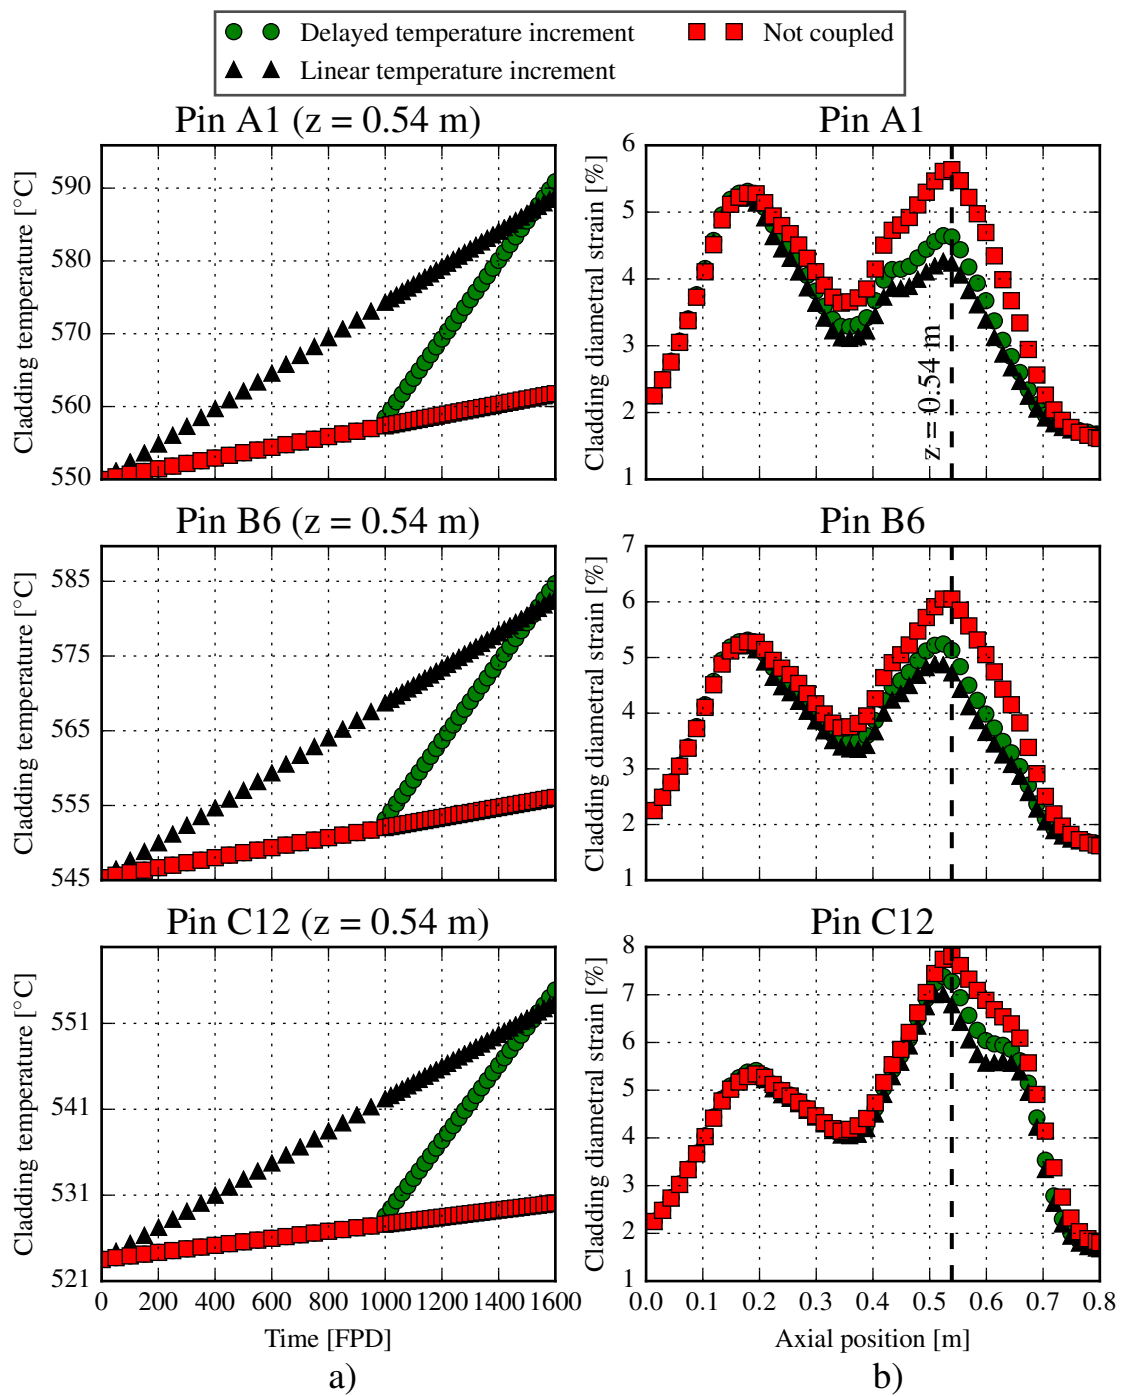 Delayed temperature increment
Not coupled
Linear temperature increment
Pin A1 (z = 0.54 m)
Pin A1
Cladding temperature [°C]
590
580
570
560
550
Cladding diametral strain [%]
6
5
4
3
2
1
z = 0.54 m
Pin B6 (z = 0.54 m)
Pin B6
Cladding temperature [°C]
585
575
565
555
545
Cladding diametral strain [%]
7
6
5
4
3
2
1
Pin C12 (z = 0.54 m)
Pin C12
Cladding temperature [°C]
551
541
531
521
Cladding diametral strain [%]
8
7
6
5
4
3
2
1
0 200 400 600 800 1000 1200 1400 1600
0.0 0.1 0.2 0.3 0.4 0.5 0.6 0.7 0.8
Time [FPD]
Axial position [m]
a)
b)